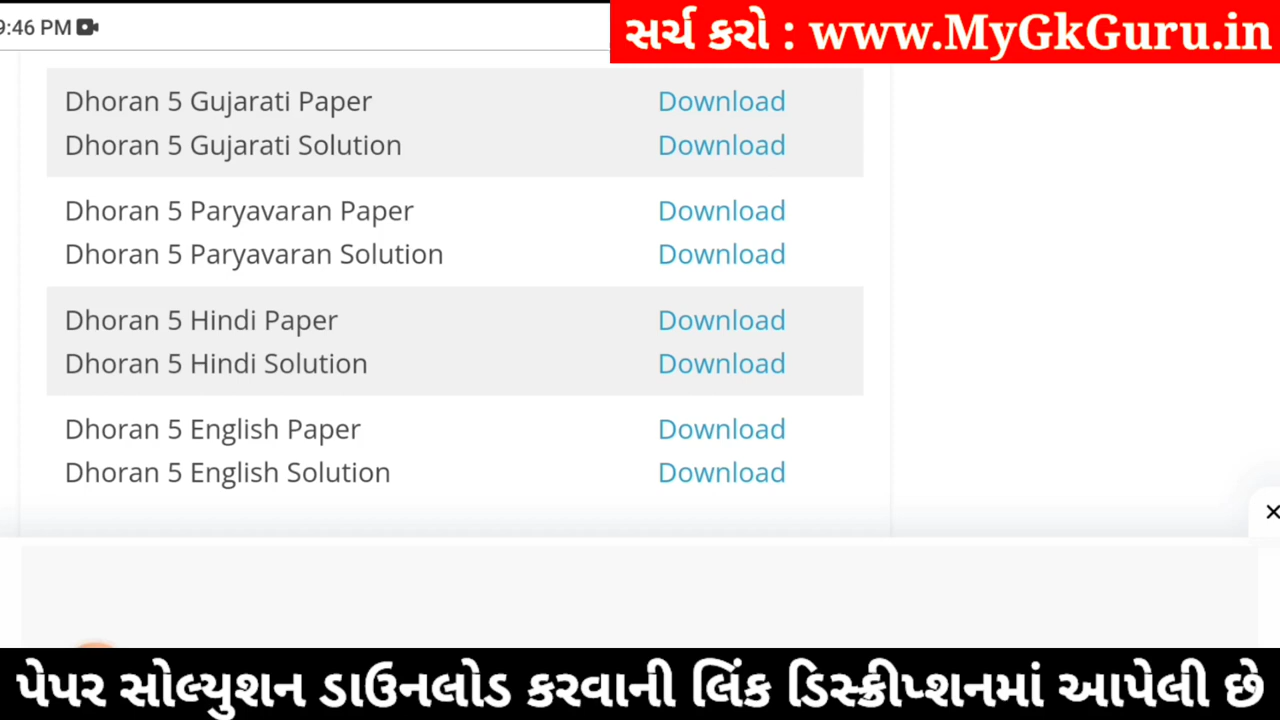 9:46 PM
સર્ચ કરો : www.MyGkGuru.in
Dhoran 5 Gujarati Paper Download
Dhoran 5 Gujarati Solution Download
Dhoran 5 Paryavaran Paper Download
Dhoran 5 Paryavaran Solution Download
Dhoran 5 Hindi Paper Download
Dhoran 5 Hindi Solution Download
Dhoran 5 English Paper Download
Dhoran 5 English Solution Download
પેપર સોલ્યુશન ડાઉનલોડ કરવાની લિંક ડિસ્ક્રીપ્શનમાં આપેલી છે